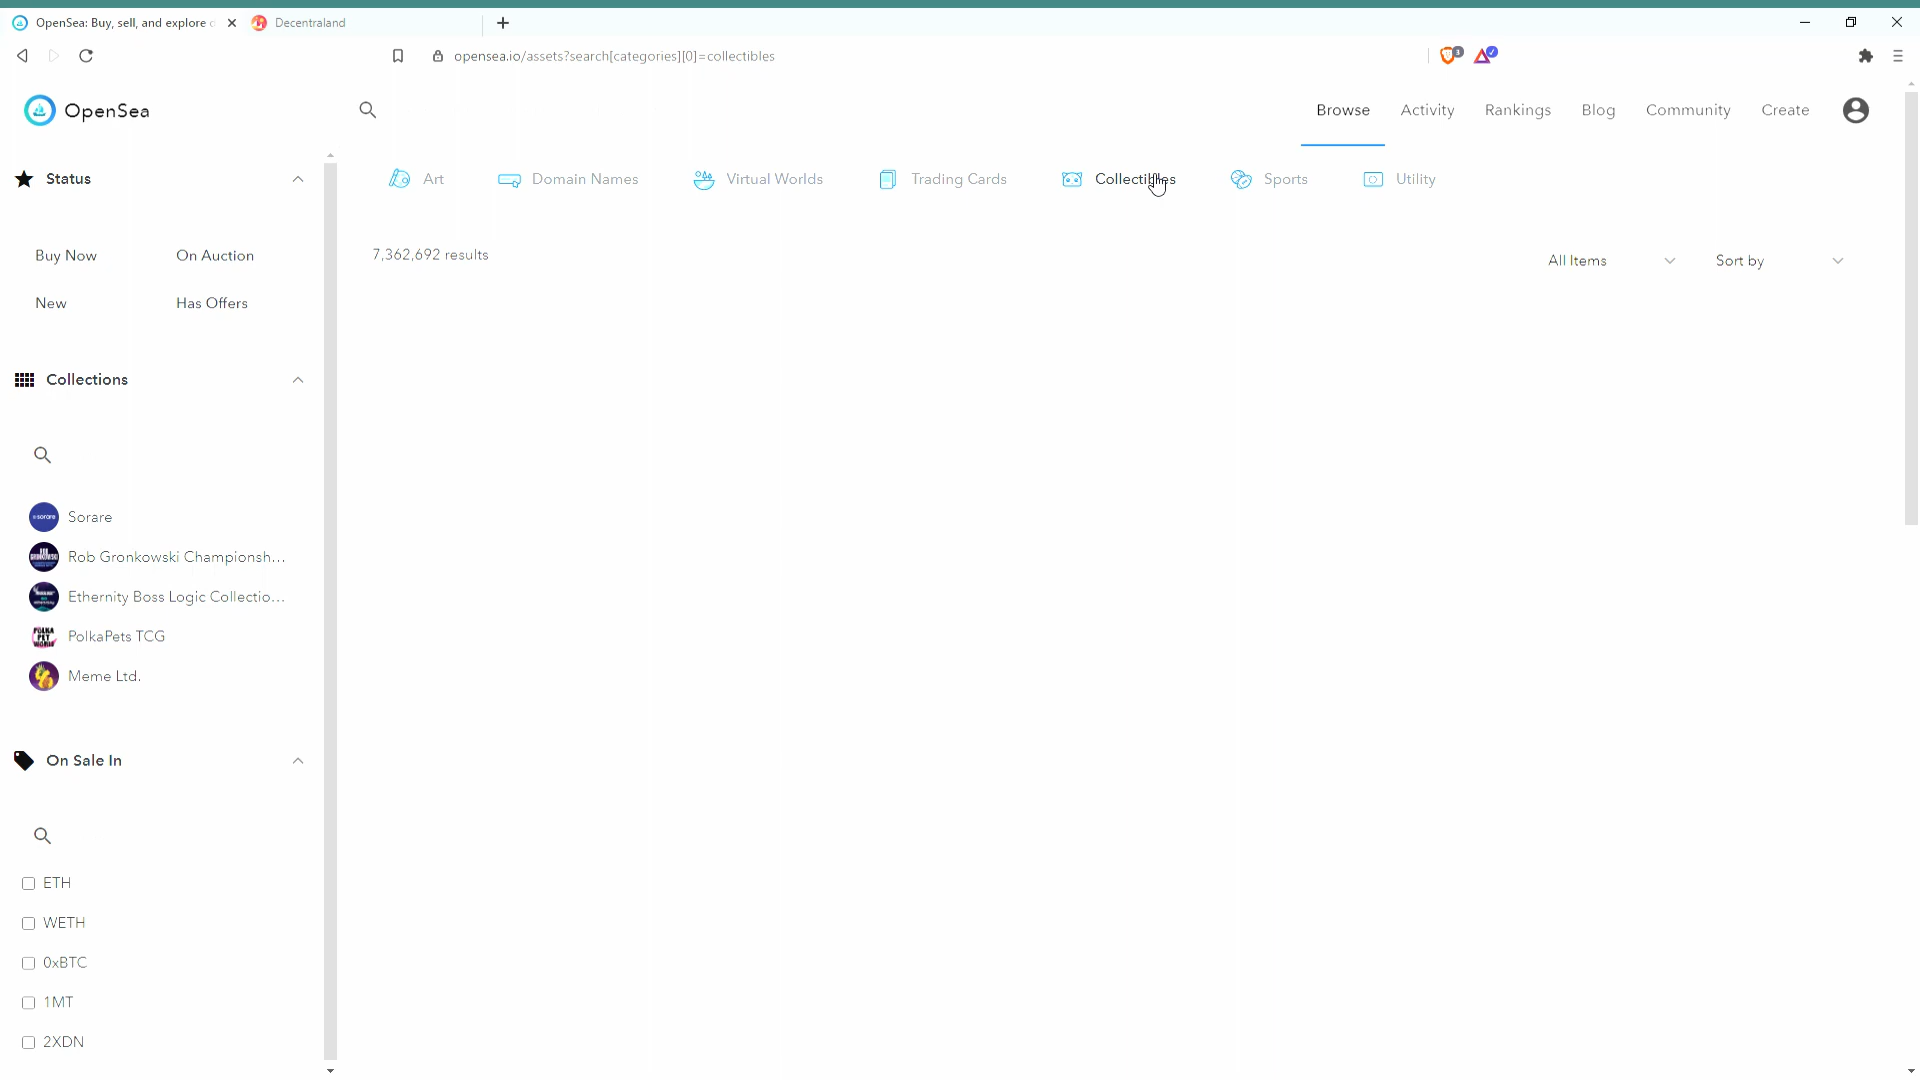 OpenSea: Buy, sell, and explore
Decentraland
opensea.io/assets?search[categories][0]=collectibles
3
OpenSea
Browse
Activity
Rankings
Blog
Community
Create
Status
Art
Domain Names
Virtual Worlds
Trading Cards
Collectibles
Sports
Utility
Buy Now
On Auction
7,362,692 results
All Items
Sort by
New
Has Offers
Collections
Sorare
Rob Gronkowski Championsh...
Ethernity Boss Logic Collectio...
PolkaPets TCG
Meme Ltd.
On Sale In
ETH
WETH
0xBTC
1MT
2XDN